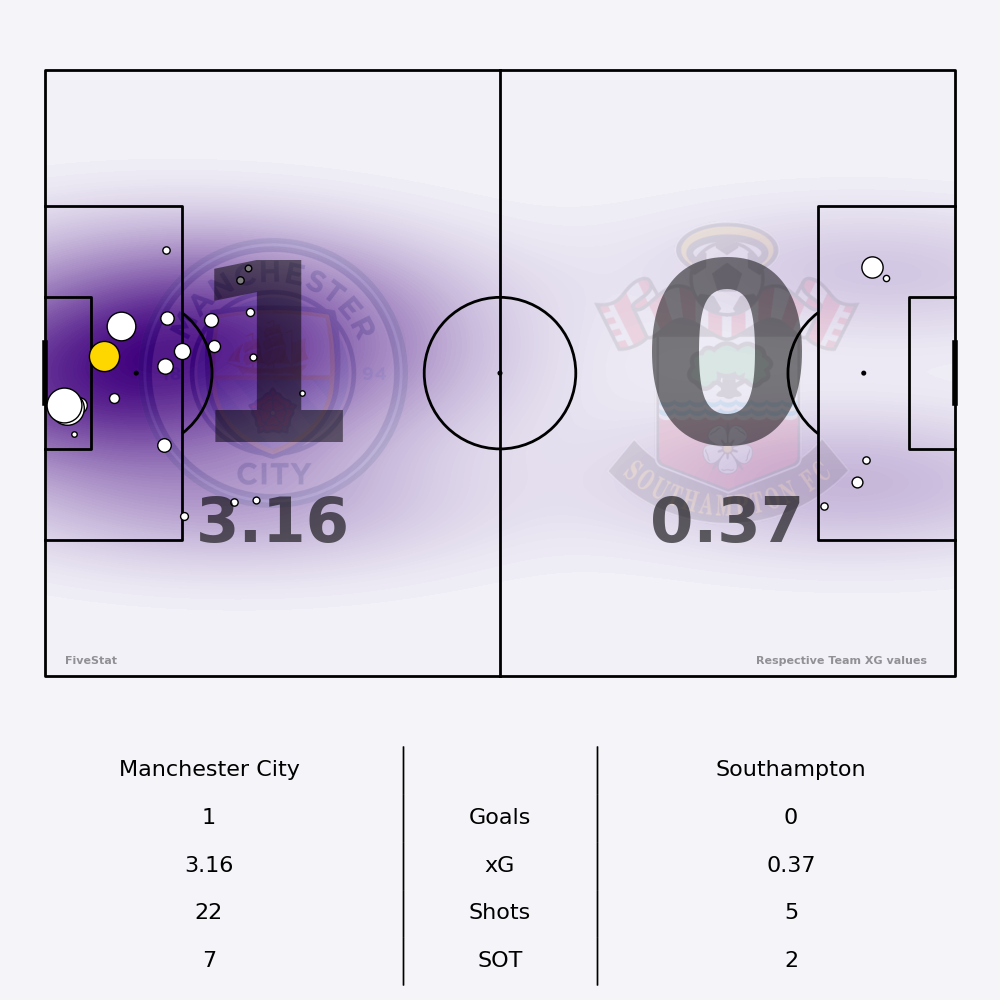 MANCHESTER
94
CITY
1
0
SOUTHAMPTON FC
3.16
0.37
FiveStat
Respective Team XG values
Manchester City
Southampton
1
Goals
0
3.16
xG
0.37
22
Shots
5
7
SOT
2